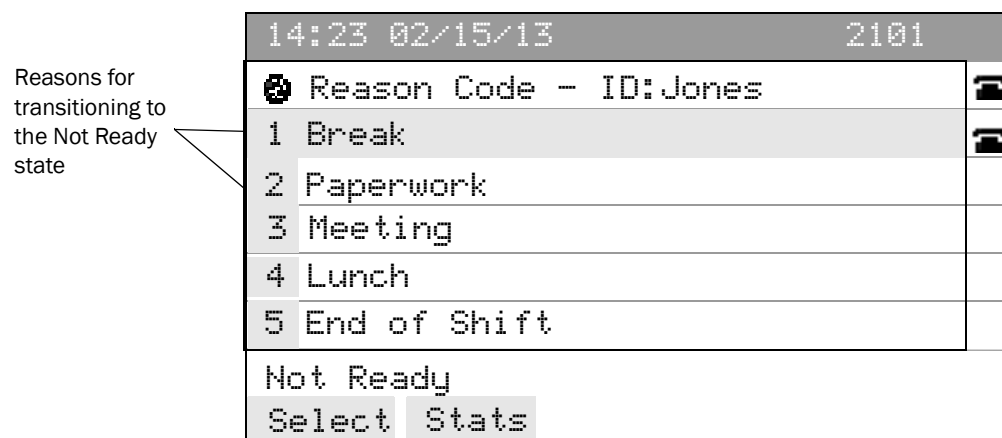 14:23 02/15/13 2101
Reasons for
transitioning to
the Not Ready
state
Reason Code - ID:Jones
1 Break
2 Paperwork
3 Meeting
4 Lunch
5 End of Shift
Not Ready
Select Stats